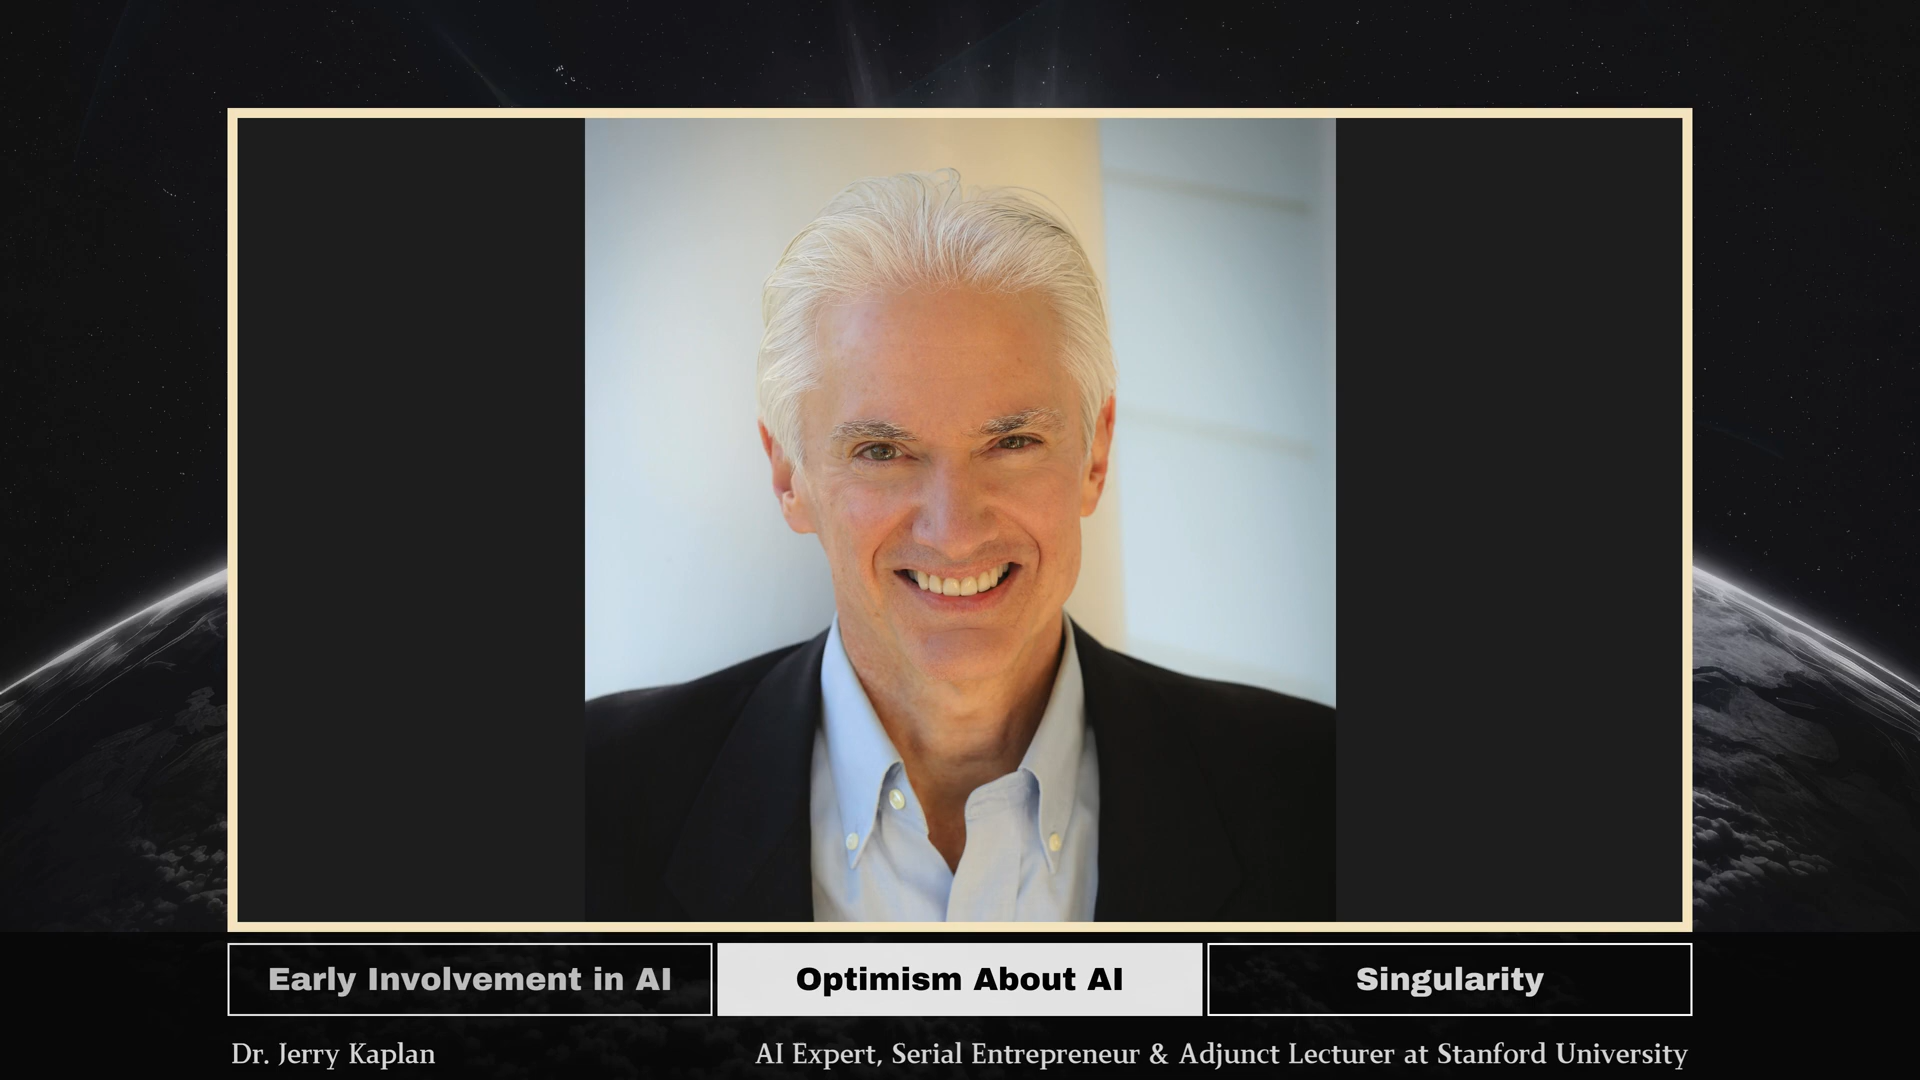 Early Involvement in AI
Optimism About AI
Singularity
Dr. Jerry Kaplan
AI Expert, Serial Entrepreneur & Adjunct Lecturer at Stanford University